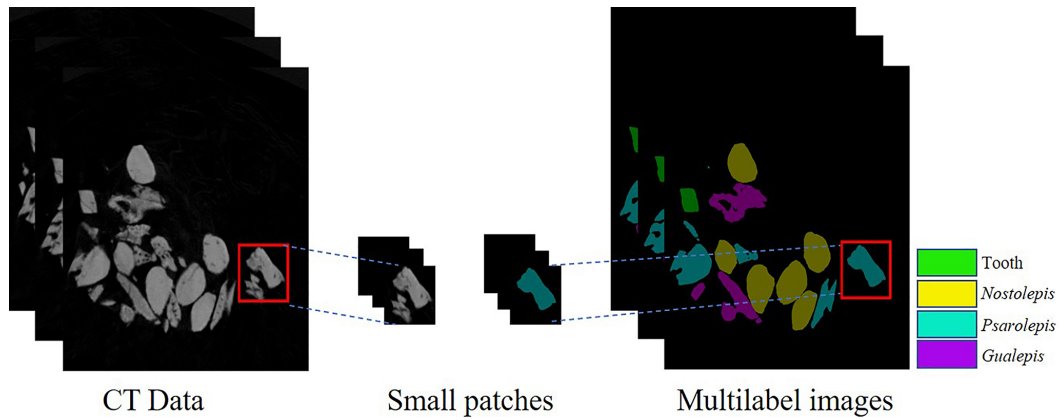 Tooth
Nostolepis
Psarolepis
Gualepis
CT Data
Small patches
Multilabel images